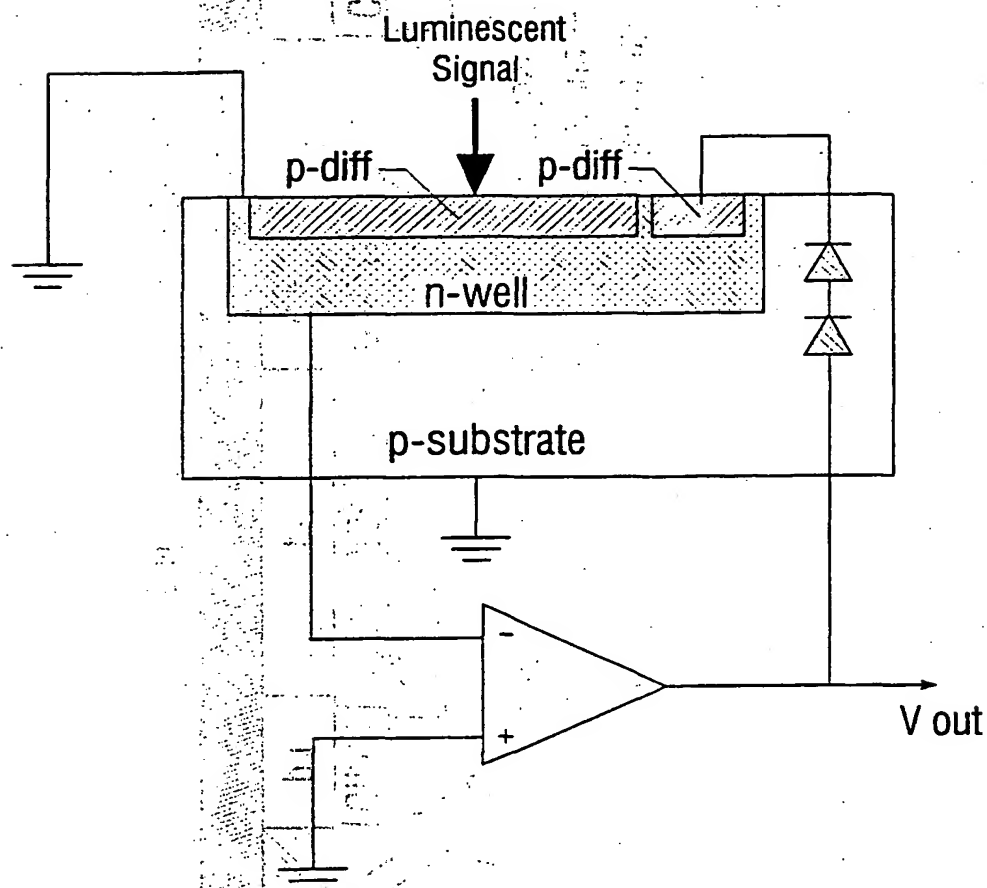 Luminescent
Signal
p-diff
p-diff
n-well
p-substrate
-
+
V out